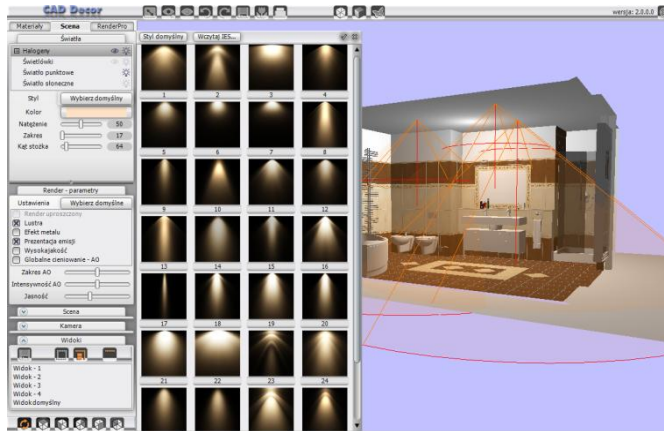 CAD Decor
wersja: 2.0.0.0
Materiały Scena RenderPro
Światła
Halogeny
Świetlówki
Światło punktowe
Światło słoneczne
Styl Wybierz domyślny
Kolor
Natężenie 50
Zakres 17
Kąt stożka 64
Render - parametry
Ustawienia Wybierz domyślne
Render uproszczony
Lustra
Efekt metalu
Prezentacja emisji
Wysoka jakość
Globalne cieniowanie - AO
Zakres AO
Intensywność AO
Jasność
Scena
Kamera
Widoki
Widok - 1
Widok - 2
Widok - 3
Widok - 4
Widok domyślny
Styl domyślny Wczytaj IES...
1 2 3 4
5 6 7 8
9 10 11 12
13 14 15 16
17 18 19 20
21 22 23 24